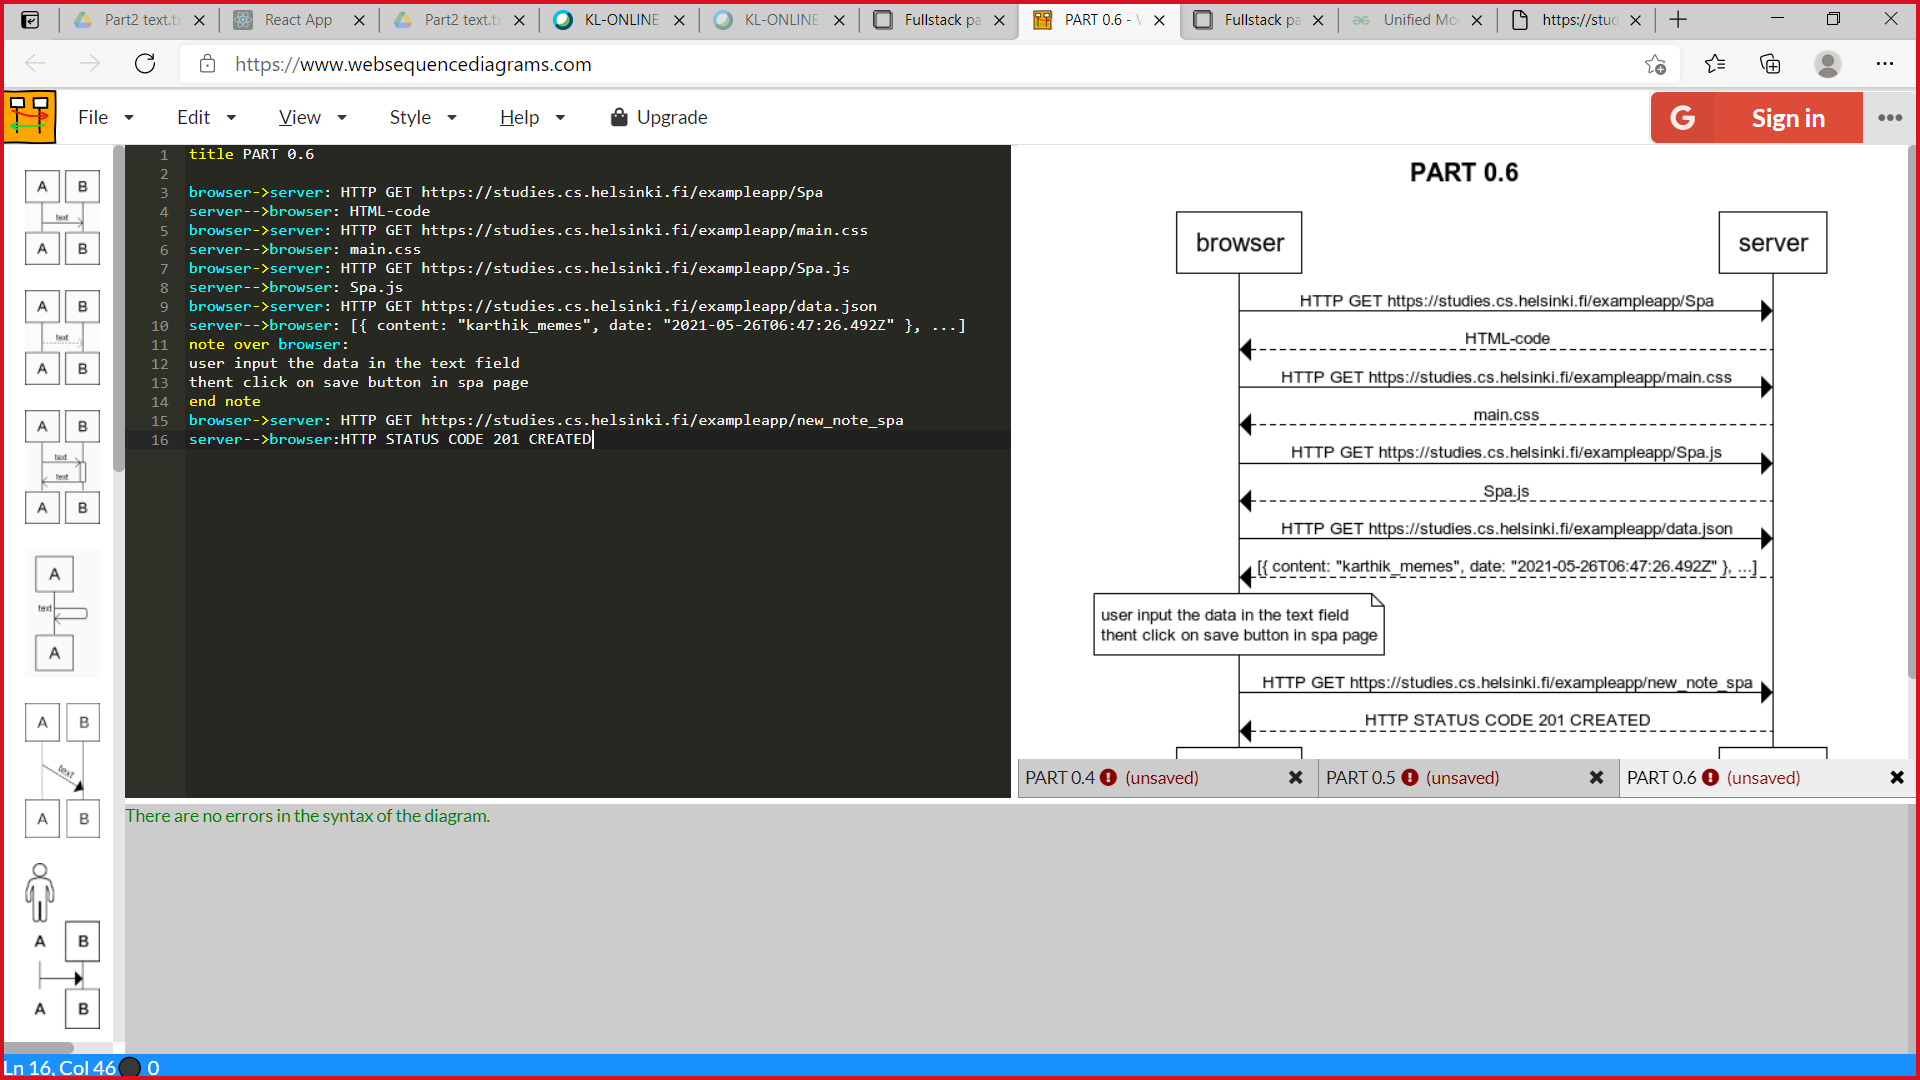 Part2 text.tx
React App
Part2 text.tx
KL-ONLINE
KL-ONLINE
Fullstack pa
PART 0.6 - W
Fullstack pa
Unified Mo
https://stud
https://www.websequencediagrams.com
File
Edit
View
Style
Help
Upgrade
G Sign in
1 title PART 0.6
2
3 browser->server: HTTP GET https://studies.cs.helsinki.fi/exampleapp/Spa
4 server-->browser: HTML-code
5 browser->server: HTTP GET https://studies.cs.helsinki.fi/exampleapp/main.css
6 server-->browser: main.css
7 browser->server: HTTP GET https://studies.cs.helsinki.fi/exampleapp/Spa.js
8 server-->browser: Spa.js
9 browser->server: HTTP GET https://studies.cs.helsinki.fi/exampleapp/data.json
10 server-->browser: [{ content: "karthik_memes", date: "2021-05-26T06:47:26.492Z" }, ...]
11 note over browser:
12 user input the data in the text field
13 thent click on save button in spa page
14 end note
15 browser->server: HTTP GET https://studies.cs.helsinki.fi/exampleapp/new_note_spa
16 server-->browser:HTTP STATUS CODE 201 CREATED
A B
text
A B
A B
text
A B
A B
text
text
A B
A
text
A
A B
text
A B
A B
A B
PART 0.6
browser
server
HTTP GET https://studies.cs.helsinki.fi/exampleapp/Spa
HTML-code
HTTP GET https://studies.cs.helsinki.fi/exampleapp/main.css
main.css
HTTP GET https://studies.cs.helsinki.fi/exampleapp/Spa.js
Spa.js
HTTP GET https://studies.cs.helsinki.fi/exampleapp/data.json
[{ content: "karthik_memes", date: "2021-05-26T06:47:26.492Z" }, ...]
user input the data in the text field
thent click on save button in spa page
HTTP GET https://studies.cs.helsinki.fi/exampleapp/new_note_spa
HTTP STATUS CODE 201 CREATED
PART 0.4 (unsaved)
PART 0.5 (unsaved)
PART 0.6 (unsaved)
There are no errors in the syntax of the diagram.
Ln 16, Col 46 0